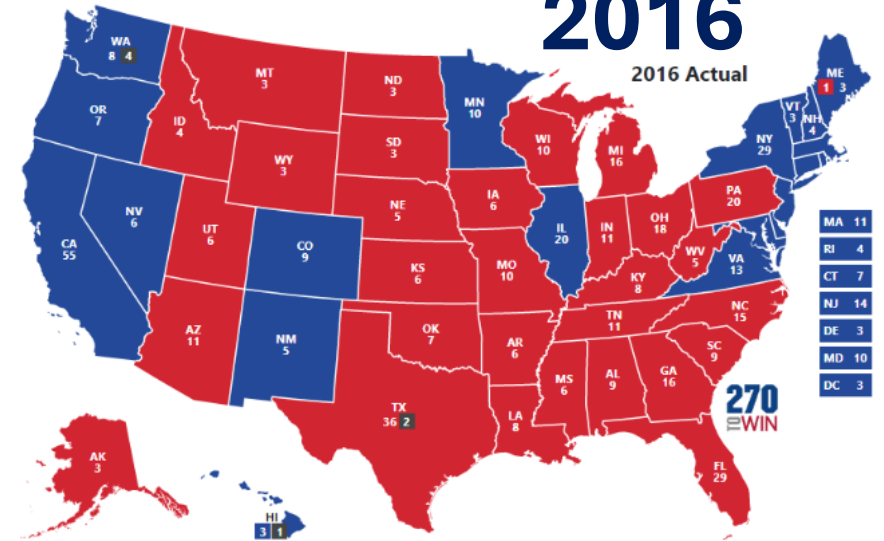 2016
2016 Actual
WA
8 4
OR
7
CA
55
NV
6
ID
4
MT
3
WY
3
UT
6
CO
9
AZ
11
NM
5
ND
3
SD
3
NE
5
KS
6
OK
7
TX
36 2
MN
10
IA
6
MO
10
AR
6
LA
8
WI
10
IL
20
MI
16
IN
11
OH
18
KY
8
TN
11
MS
6
AL
9
GA
16
FL
29
SC
9
NC
15
VA
13
WV
5
PA
20
NY
29
VT
3
NH
4
ME
1 3
MA 11
RI 4
CT 7
NJ 14
DE 3
MD 10
DC 3
AK
3
HI
3 1
270
TO WIN